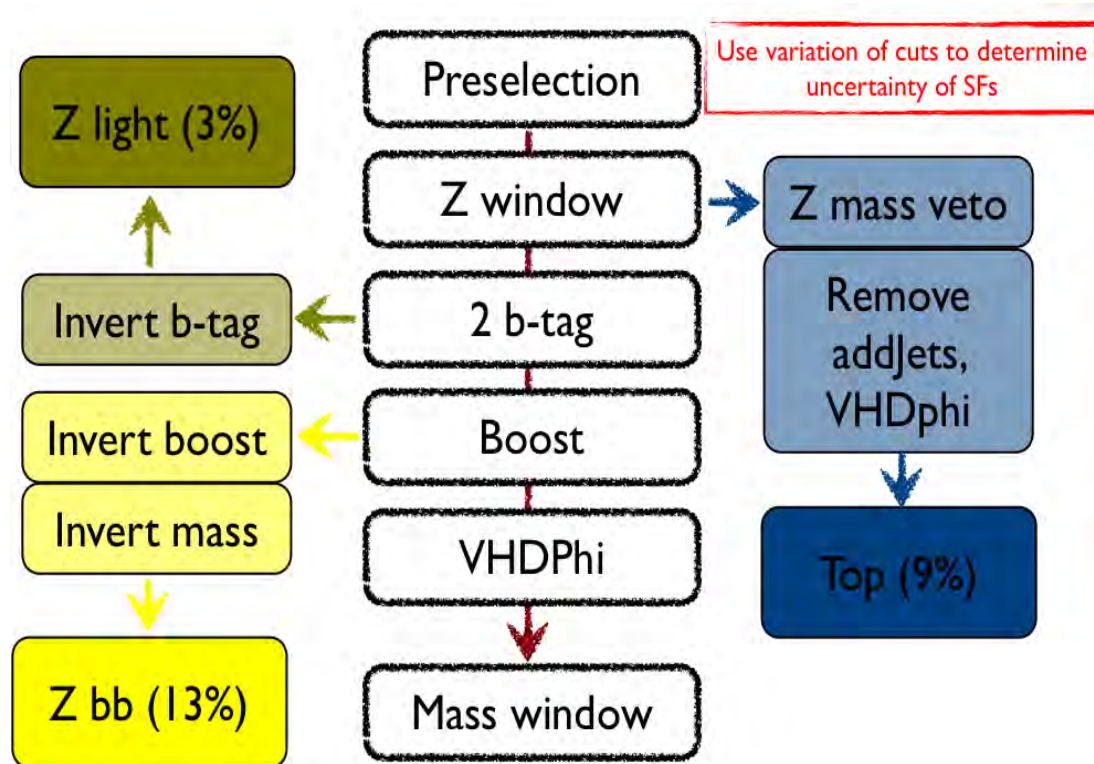 Preselection
Use variation of cuts to determine
uncertainty of SFs
Z light (3%)
Z window
Z mass veto
Invert b-tag
2 b-tag
Remove
addJets,
VHDphi
Invert boost
Boost
Invert mass
VHDPhi
Top (9%)
Z bb (13%)
Mass window